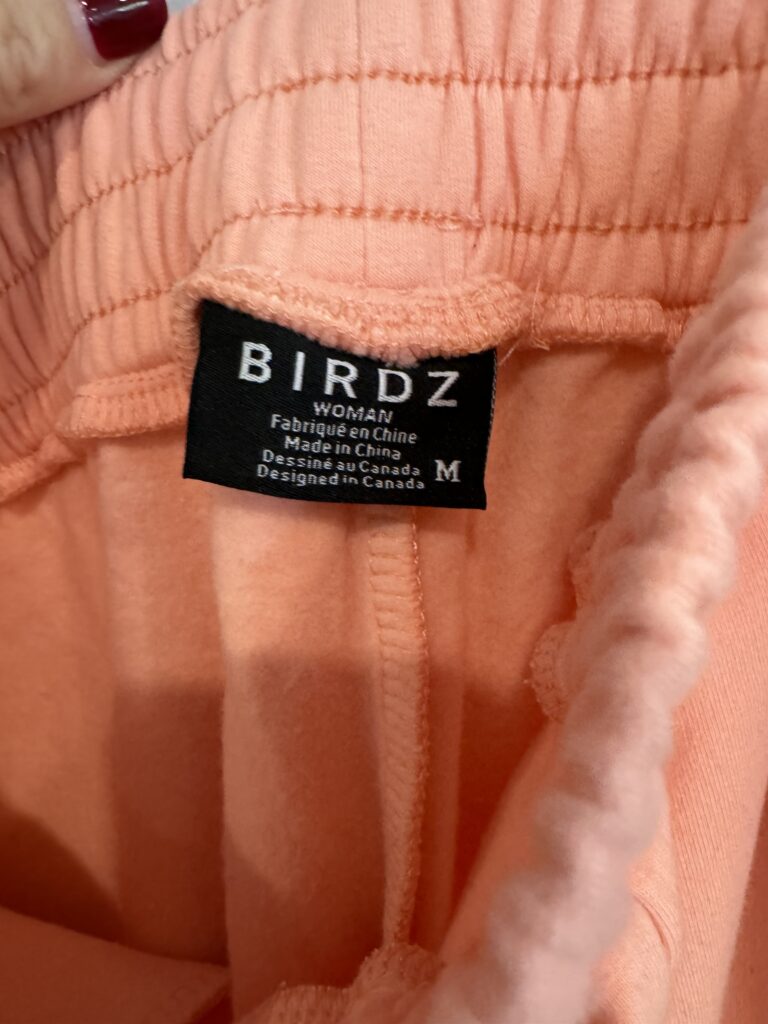 BIRDZ
WOMAN
Fabriqué en Chine
Made in China
Dessiné au Canada
Designed in Canada
M